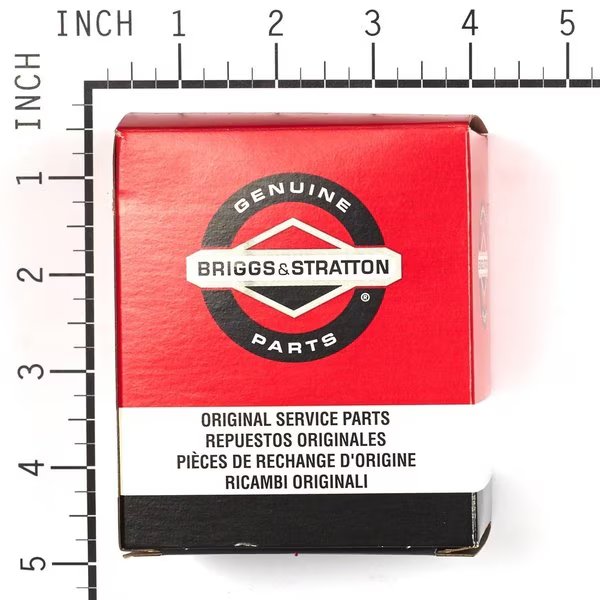 INCH 1 2 3 4 5
INCH
1
2
3
4
5
GENUINE
BRIGGS & STRATTON
®
PARTS
ORIGINAL SERVICE PARTS
REPUESTOS ORIGINALES
PIÈCES DE RECHANGE D'ORIGINE
RICAMBI ORIGINALI